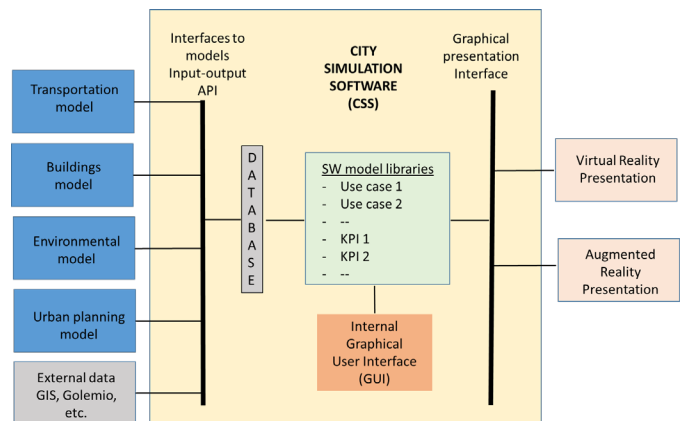 Interfaces to
models
Input-output
API
CITY
SIMULATION
SOFTWARE
(CSS)
Graphical
presentation
Interface
Transportation
model
Buildings
model
Environmental
model
Urban planning
model
External data
GIS, Golemio,
etc.
D
A
T
A
B
A
S
E
SW model libraries
- Use case 1
- Use case 2
- --
- KPI 1
- KPI 2
- --
Internal
Graphical
User Interface
(GUI)
Virtual Reality
Presentation
Augmented
Reality
Presentation